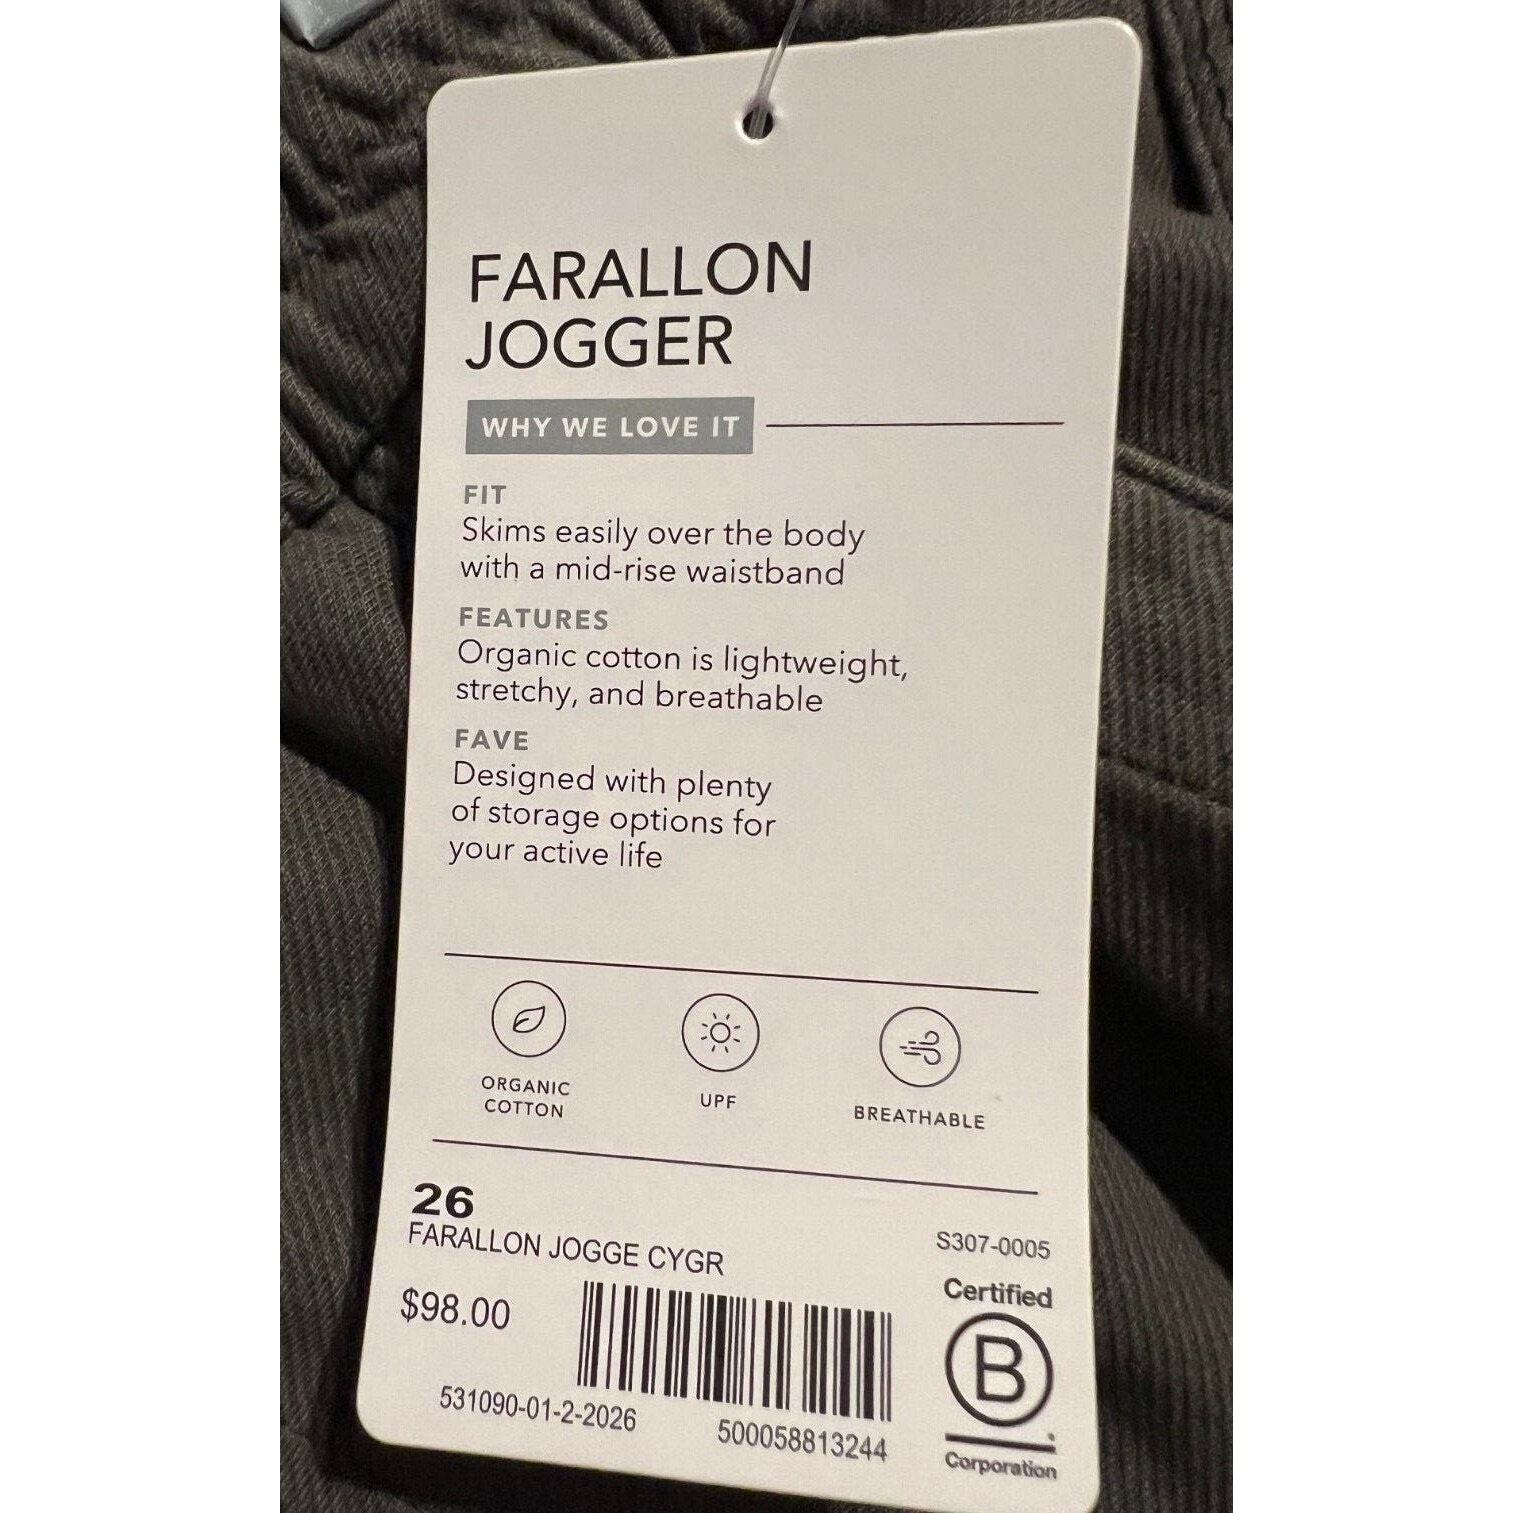 FARALLON
JOGGER
WHY WE LOVE IT
FIT
Skims easily over the body
with a mid-rise waistband
FEATURES
Organic cotton is lightweight,
stretchy, and breathable
FAVE
Designed with plenty
of storage options for
your active life
ORGANIC
COTTON
UPF
BREATHABLE
26
FARALLON JOGGE CYGR
S307-0005
$98.00
531090-01-2-2026
500058813244
Certified
B
Corporation